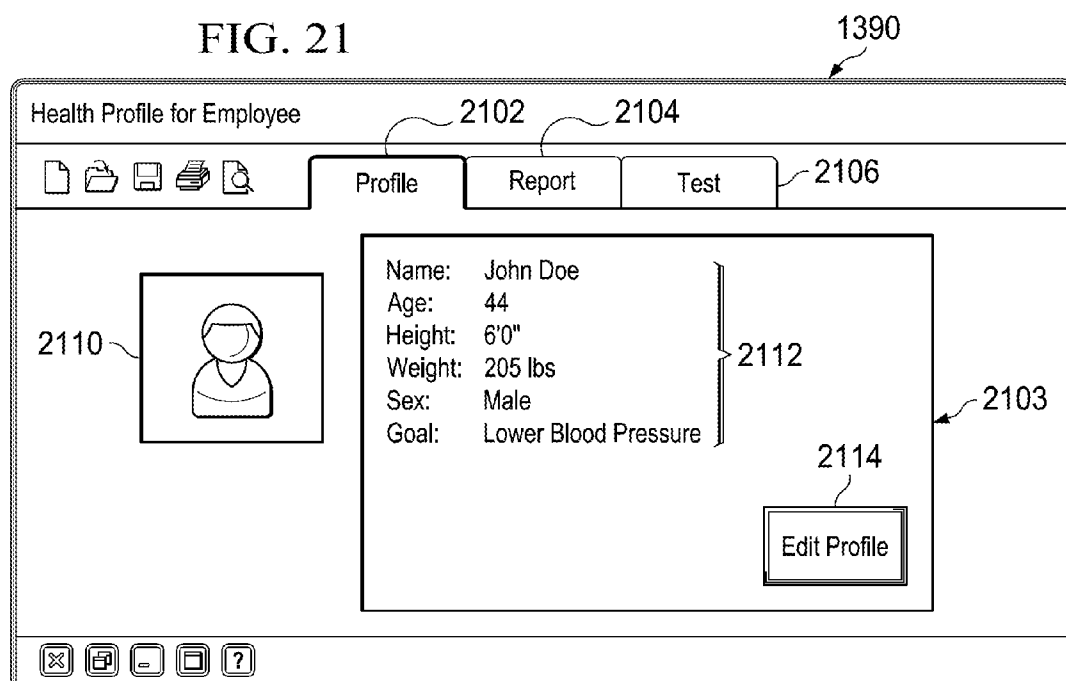 FIG. 21
1390
Health Profile for Employee
2102
2104
Profile
Report
Test
2106
2110
Name: John Doe
Age: 44
Height: 6'0"
Weight: 205 lbs
Sex: Male
Goal: Lower Blood Pressure
2112
2103
2114
Edit Profile
?